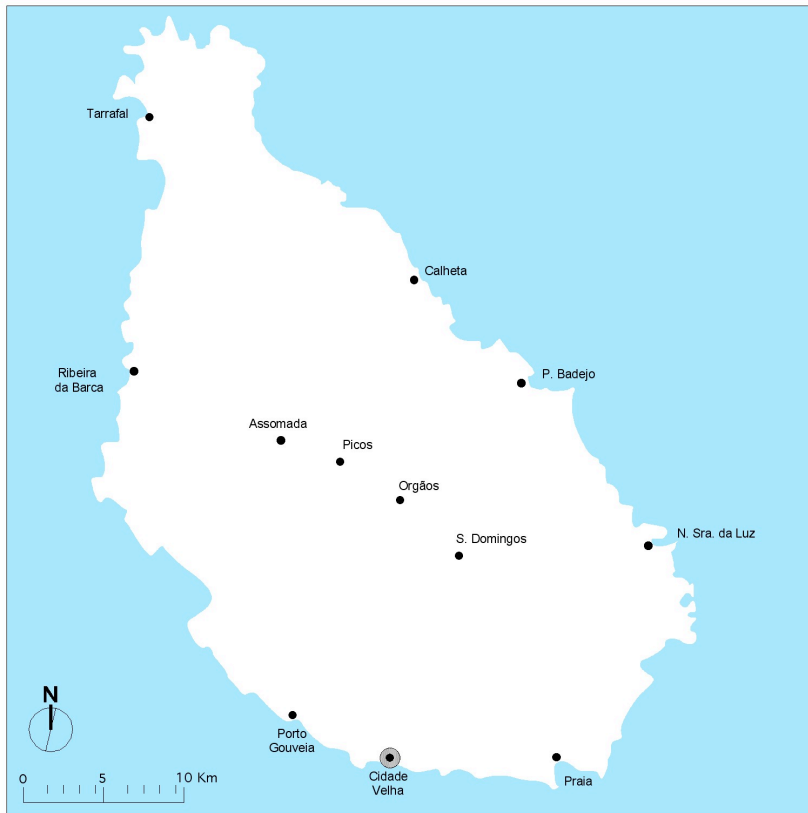 Tarrafal
Calheta
Ribeira
da Barca
P. Badejo
Assomada
Picos
Orgãos
N. Sra. da Luz
S. Domingos
N
Porto
Gouveia
Cidade
Velha
Praia
0 5 10 Km